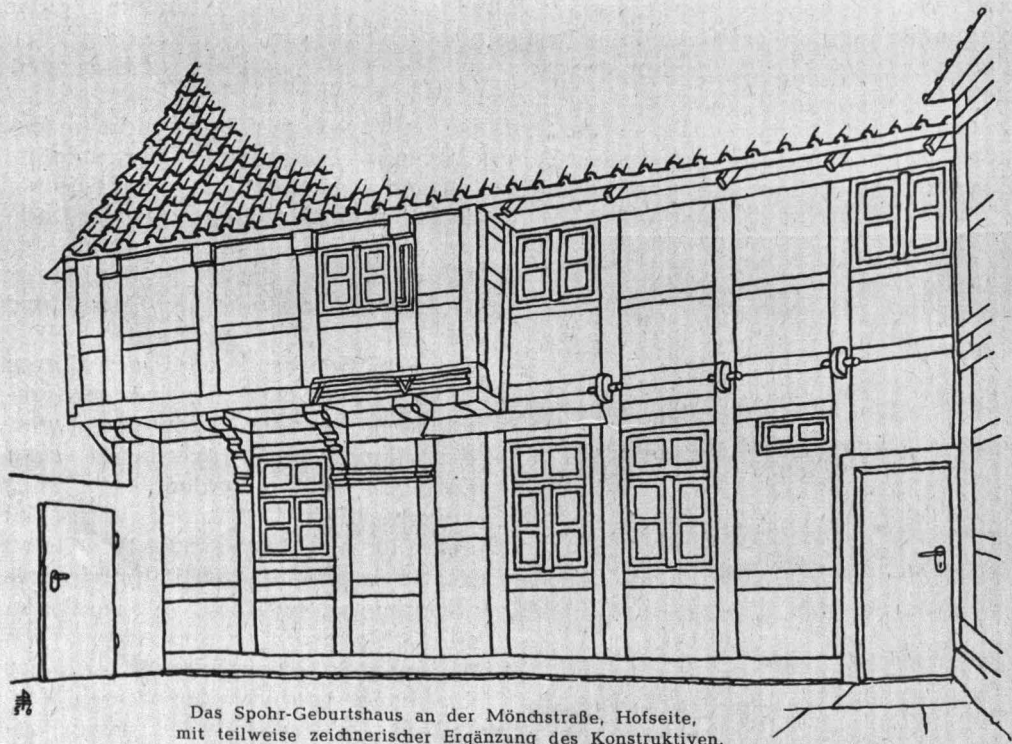 Das Spohr-Geburtshaus an der Mönchstraße, Hofseite,
mit teilweise zeichnerischer Ergänzung des Konstruktiven.